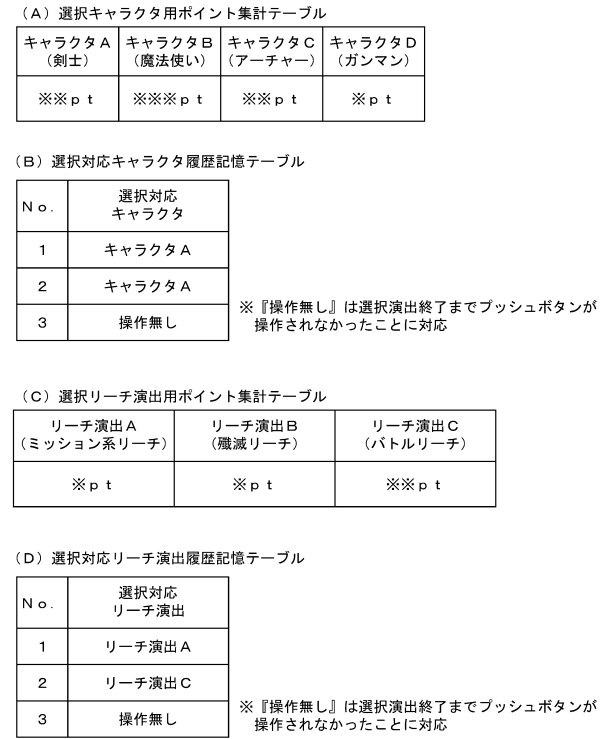 （Ａ）選択キャラクタ用ポイント集計テーブル
キャラクタＡ
（剣士）
キャラクタＢ
（魔法使い）
キャラクタＣ
（アーチャー）
キャラクタＤ
（ガンマン）
※※ｐｔ
※※※ｐｔ
※※ｐｔ
※ｐｔ
（Ｂ）選択対応キャラクタ履歴記憶テーブル
Ｎｏ．
選択対応
キャラクタ
１
キャラクタＡ
２
キャラクタＡ
３
操作無し
※『操作無し』は選択演出終了までプッシュボタンが
操作されなかったことに対応
（Ｃ）選択リーチ演出用ポイント集計テーブル
リーチ演出Ａ
（ミッション系リーチ）
リーチ演出Ｂ
（殲滅リーチ）
リーチ演出Ｃ
（バトルリーチ）
※ｐｔ
※ｐｔ
※※ｐｔ
（Ｄ）選択対応リーチ演出履歴記憶テーブル
Ｎｏ．
選択対応
リーチ演出
１
リーチ演出Ａ
２
リーチ演出Ｃ
３
操作無し
※『操作無し』は選択演出終了までプッシュボタンが
操作されなかったことに対応